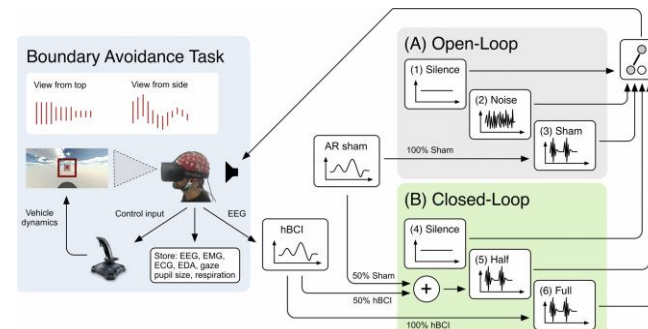 Boundary Avoidance Task
View from top
View from side
Vehicle dynamics
Control input
EEG
Store: EEG, EMG,
ECG, EDA, gaze
pupil size, respiration
AR sham
hBCI
100% Sham
50% Sham
50% hBCI
100% hBCI
(A) Open-Loop
(1) Silence
(2) Noise
(3) Sham
(B) Closed-Loop
(4) Silence
+
(5) Half
(6) Full